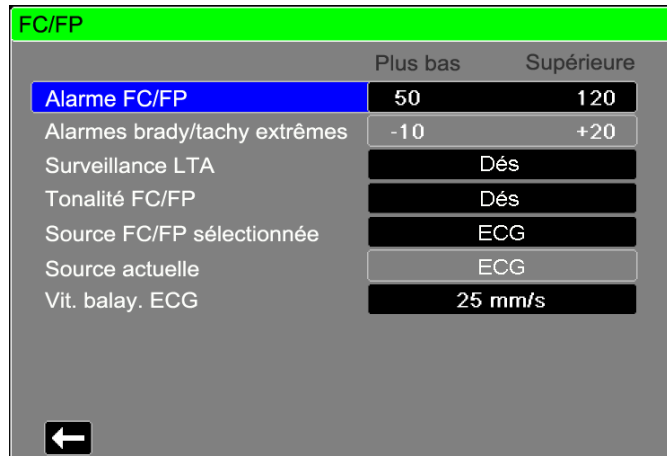 FC/FP
Plus bas Supérieure
Alarme FC/FP 50 120
Alarmes brady/tachy extrêmes -10 +20
Surveillance LTA Dés
Tonalité FC/FP Dés
Source FC/FP sélectionnée ECG
Source actuelle ECG
Vit. balay. ECG 25 mm/s